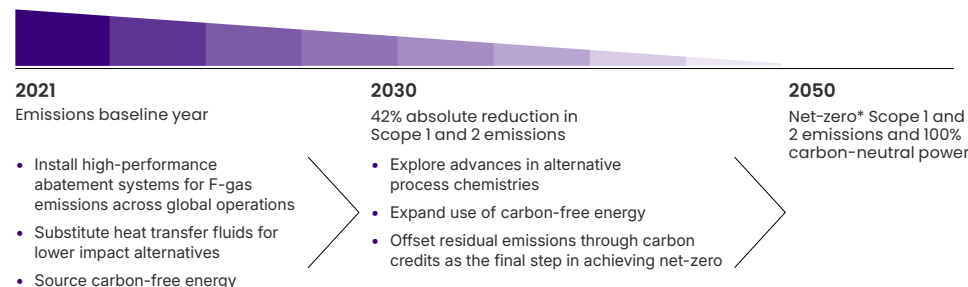 2021
Emissions baseline year
• Install high-performance
abatement systems for F-gas
emissions across global operations
• Substitute heat transfer fluids for
lower impact alternatives
• Source carbon-free energy
2030
42% absolute reduction in
Scope 1 and 2 emissions
• Explore advances in alternative
process chemistries
• Expand use of carbon-free energy
• Offset residual emissions through carbon
credits as the final step in achieving net-zero
2050
Net-zero* Scope 1 and
2 emissions and 100%
carbon-neutral power